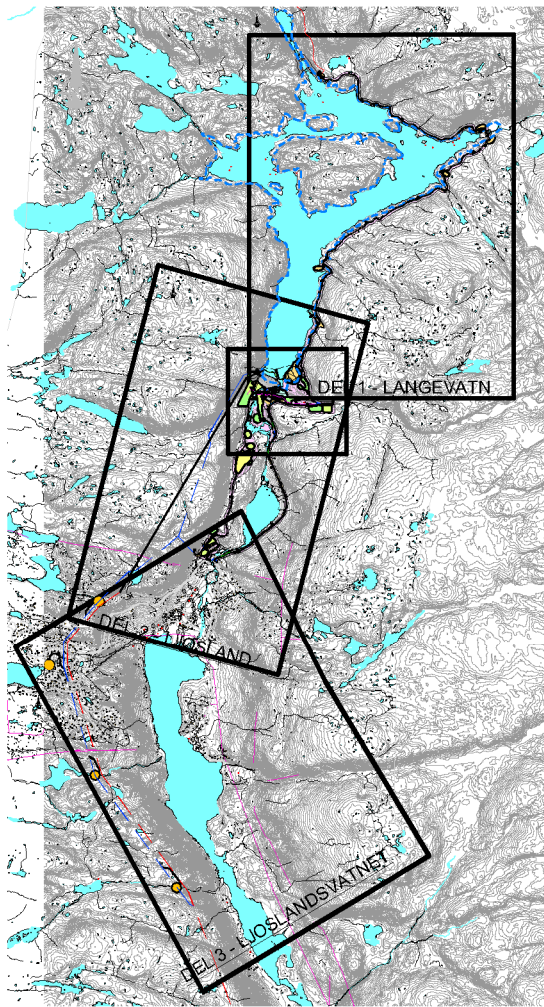 DEL 1 - LANGEVATN
DEL 2 - LJOSLAND
DEL 3 - LJOSLANDSVATNET